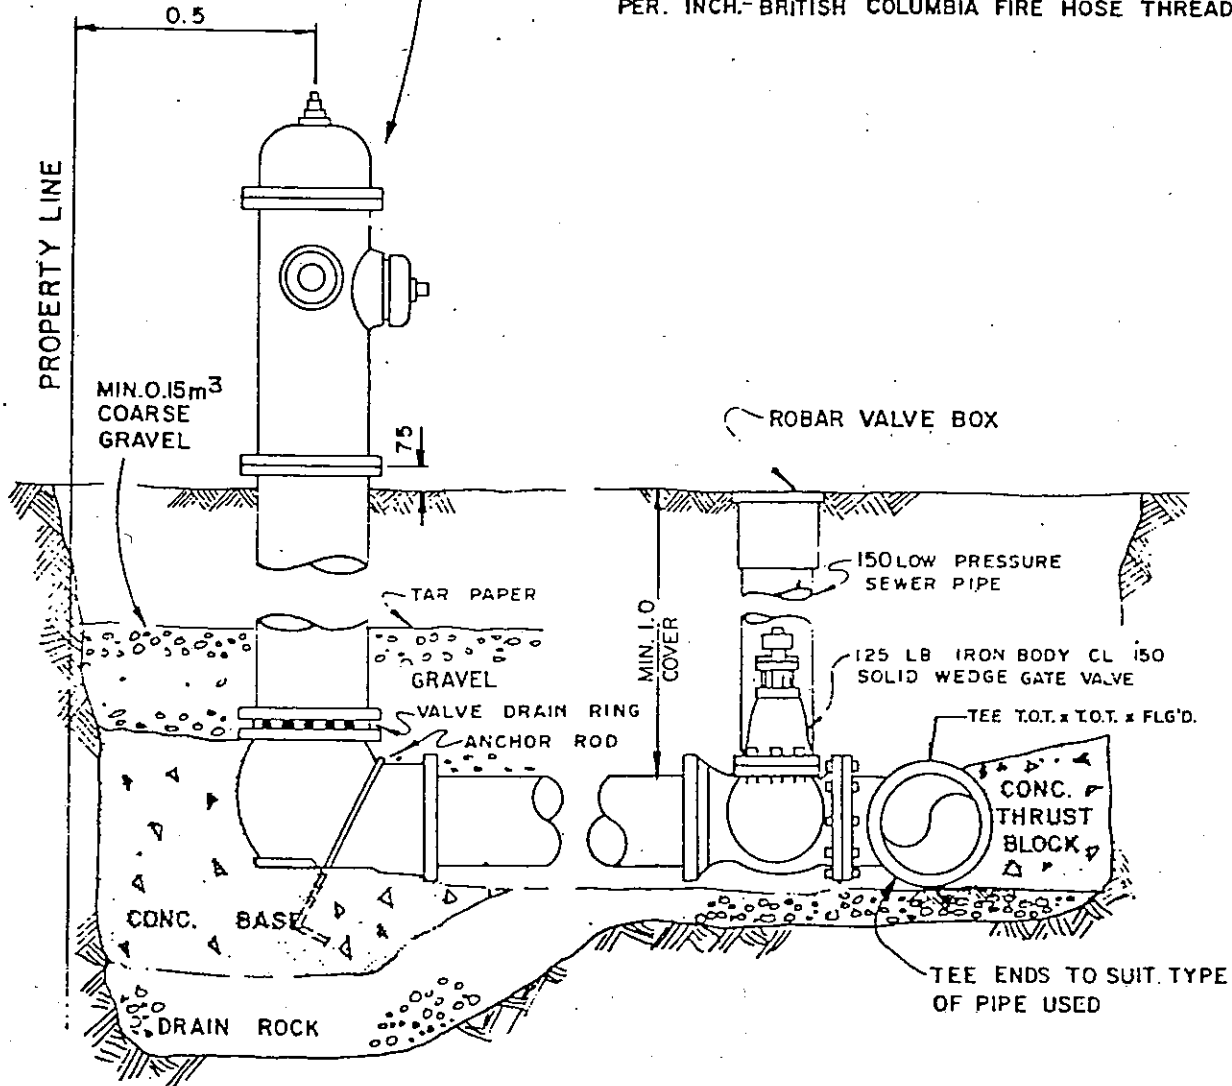 PER. INCH.- BRITISH COLUMBIA FIRE HOSE THREAD
0.5
PROPERTY LINE
MIN. 0.15m³
COARSE
GRAVEL
75
ROBAR VALVE BOX
150 LOW PRESSURE
SEWER PIPE
TAR PAPER
MIN. 1.0
COVER
125 LB IRON BODY CL 150
SOLID WEDGE GATE VALVE
GRAVEL
VALVE DRAIN RING
TEE T.O.T. x T.O.T. x FLG'D.
ANCHOR ROD
CONC.
THRUST
BLOCK
CONC. BASE
TEE ENDS TO SUIT TYPE
OF PIPE USED
DRAIN ROCK